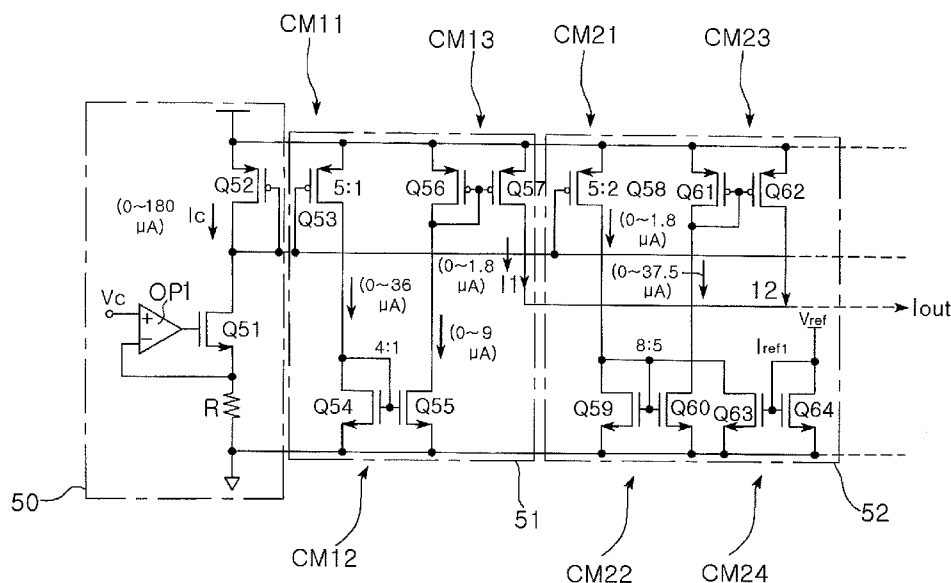 CM11
CM13
CM21
CM23
Q52
5:1
Q53
Q56
Q57
5:2
Q58
Q61
Q62
(0~180
μA)
Ic
(0~1.8
μA)
(0~36
μA)
(0~1.8
μA)
I1
(0~37.5
μA)
12
Iout
Vc
OP1
Q51
(0~9
μA)
Vref
Iref1
4:1
8:5
R
Q54
Q55
Q59
Q60
Q63
Q64
50
51
52
CM12
CM22
CM24